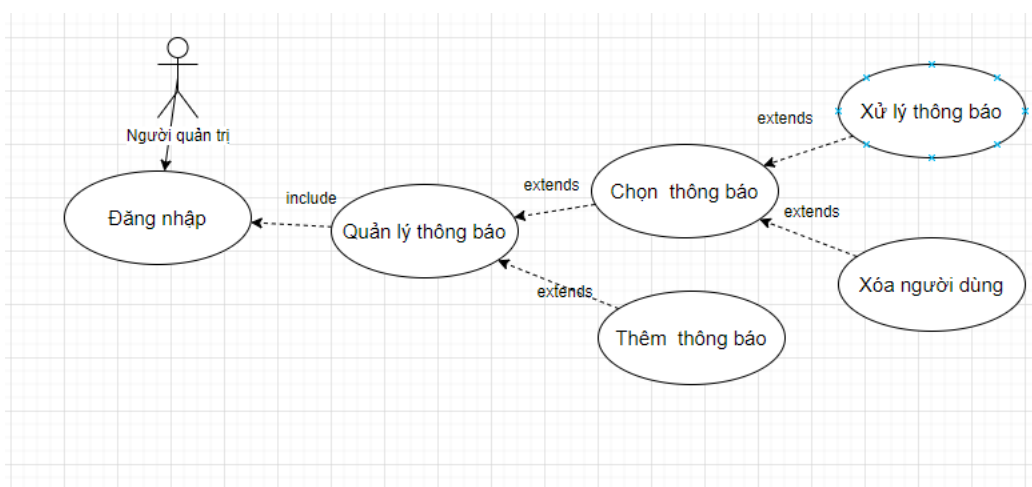 Người quản trị
Đăng nhập
include
Quản lý thông báo
extends
Chọn thông báo
extends
Xử lý thông báo
extends
Xóa người dùng
extends
Thêm thông báo